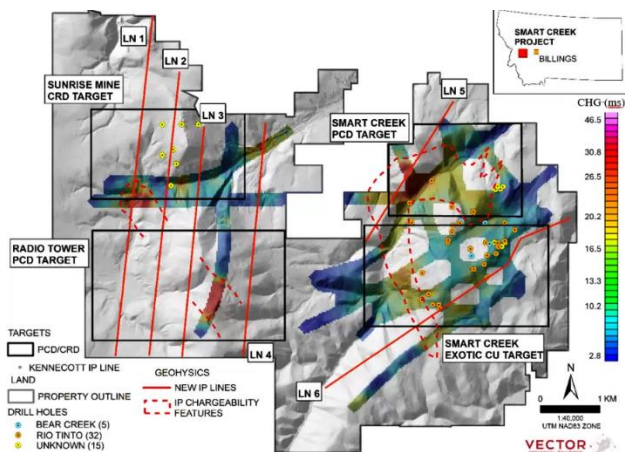 LN 1
LN 2
LN 3
SUNRISE MINE
CRD TARGET
SMART CREEK
PCD TARGET
LN 5
SMART CREEK
PROJECT
BILLINGS
CHG (ms)
46.5
30.8
26.5
20.2
16.5
13.3
10.2
2.8
RADIO TOWER
PCD TARGET
LN 4
LN 6
SMART CREEK
EXOTIC CU TARGET
TARGETS
PCD/CRD
KENNECOTT IP LINE
LAND
PROPERTY OUTLINE
DRILL HOLES
BEAR CREEK (5)
RIO TINTO (32)
UNKNOWN (15)
GEOHYSICS
NEW IP LINES
IP CHARGEABILITY
FEATURES
N
0 1 KM
1:40,000
UTM NAD83 ZONE
VECTOR